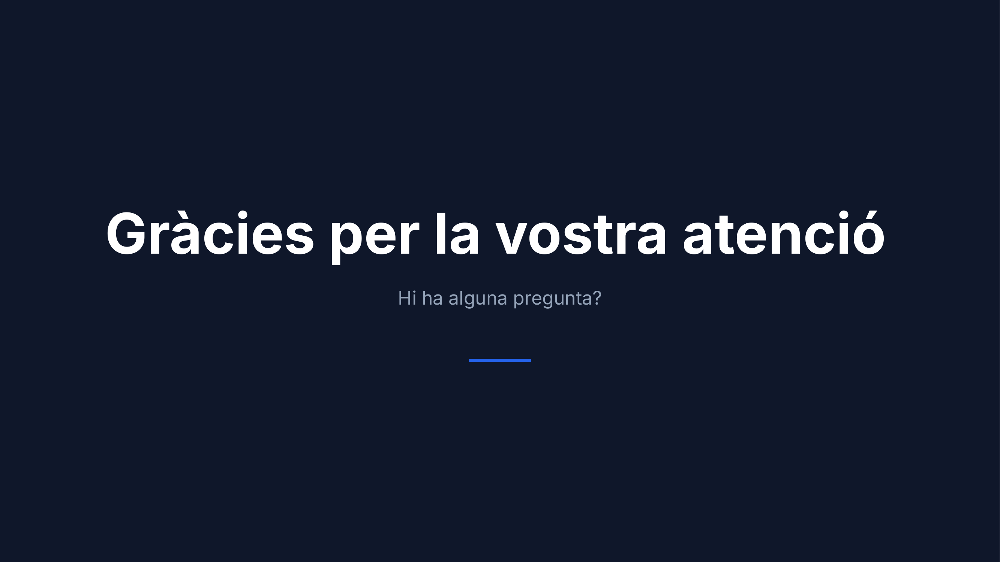 Gràcies per la vostra atenció
Hi ha alguna pregunta?